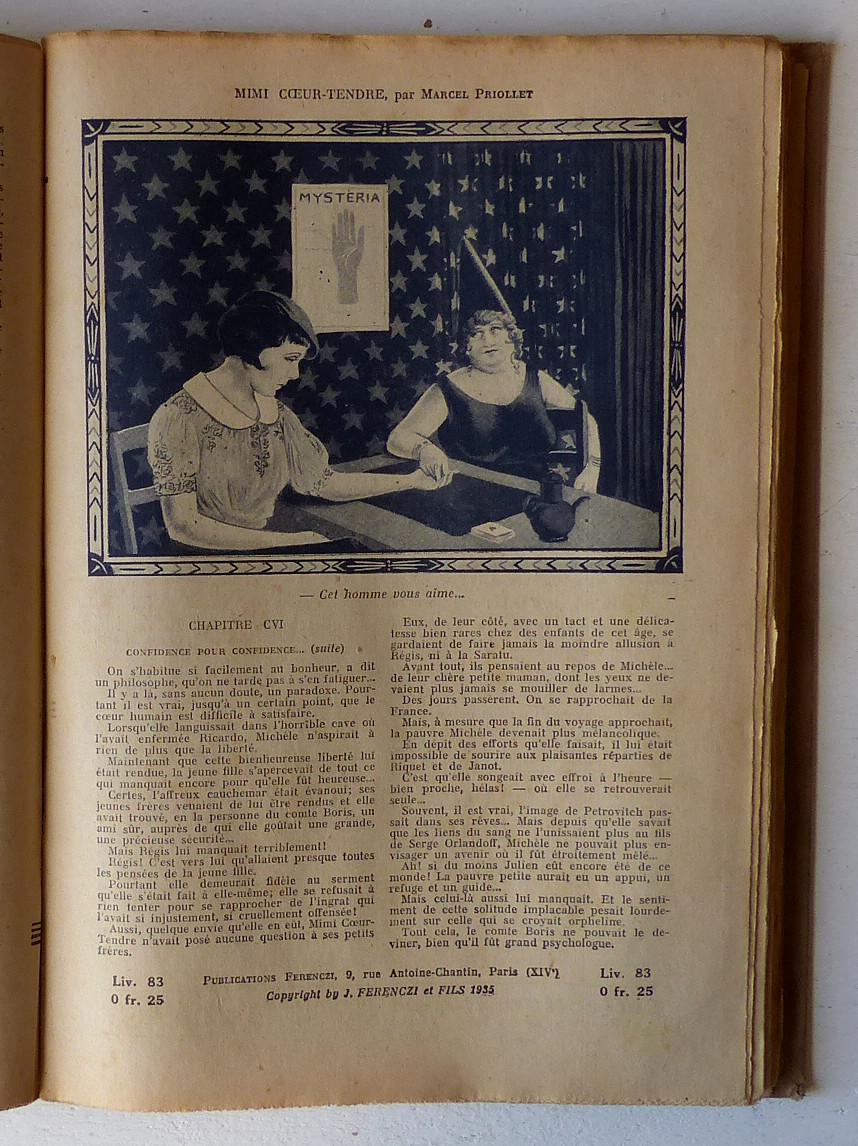 MIMI CŒUR-TENDRE, par MARCEL PRIOLLET
MYSTERIA
— Cet homme vous aime...
CHAPITRE CVI
CONFIDENCE POUR CONFIDENCE... (suite)
On s'habitue si facilement au bonheur, a dit
un philosophe, qu'on ne tarde pas à s'en fatiguer...
Il y a là, sans aucun doute, un paradoxe. Pour-
tant il est vrai, jusqu'à un certain point, que le
cœur humain est difficile à satisfaire.
Lorsqu'elle languissait dans l'horrible cave où
l'avait enfermée Ricardo, Michèle n'aspirait à
rien de plus que la liberté.
Maintenant que cette bienheureuse liberté lui
était rendue, la jeune fille s'apercevait de tout ce
qui manquait encore pour qu'elle fût heureuse...
Certes, l'affreux cauchemar était évanoui; ses
jeunes frères venaient de lui être rendus et elle
avait trouvé, en la personne du comte Boris, un
ami sûr, auprès de qui elle goûtait une grande,
une précieuse sécurité...
Mais Régis lui manquait terriblement!
Régis! C'est vers lui qu'allaient presque toutes
les pensées de la jeune fille.
Pourtant elle demeurait fidèle au serment
qu'elle s'était fait à elle-même; elle se refusait à
rien tenter pour se rapprocher de l'ingrat qui
l'avait si injustement, si cruellement offensée!
Aussi, quelque envie qu'elle en eût, Mimi Cœur-
Tendre n'avait posé aucune question à ses petits
frères.
Eux, de leur côté, avec un tact et une délica-
tesse bien rares chez des enfants de cet âge, se
gardaient de faire jamais la moindre allusion à
Régis, ni à la Saratu.
Avant tout, ils pensaient au repos de Michèle...
de leur chère petite maman, dont les yeux ne de-
vaient plus jamais se mouiller de larmes...
Des jours passèrent. On se rapprochait de la
France.
Mais, à mesure que la fin du voyage approchait,
la pauvre Michèle devenait plus mélancolique.
En dépit des efforts qu'elle faisait, il lui était
impossible de sourire aux plaisantes réparties de
Riquet et de Janot.
C'est qu'elle songeait avec effroi à l'heure —
bien proche, hélas! — où elle se retrouverait
seule...
Souvent, il est vrai, l'image de Petrovitch pas-
sait dans ses rêves... Mais depuis qu'elle savait
que les liens du sang ne l'unissaient plus au fils
de Serge Orlandoff, Michèle ne pouvait plus en-
visager un avenir où il fût étroitement mêlé...
Ah! si du moins Julien eût encore été de ce
monde! La pauvre petite aurait eu un appui, un
refuge et un guide...
Mais celui-là aussi lui manquait. Et le senti-
ment de cette solitude implacable pesait lourde-
ment sur celle qui se croyait orpheline.
Tout cela, le comte Boris ne pouvait le de-
viner, bien qu'il fût grand psychologue.
Liv. 83
0 fr. 25
PUBLICATIONS FERENCZI, 9, rue Antoine-Chantin, Paris (XIVe)
Copyright by J. FERENCZI et FILS 1935
Liv. 83
0 fr. 25